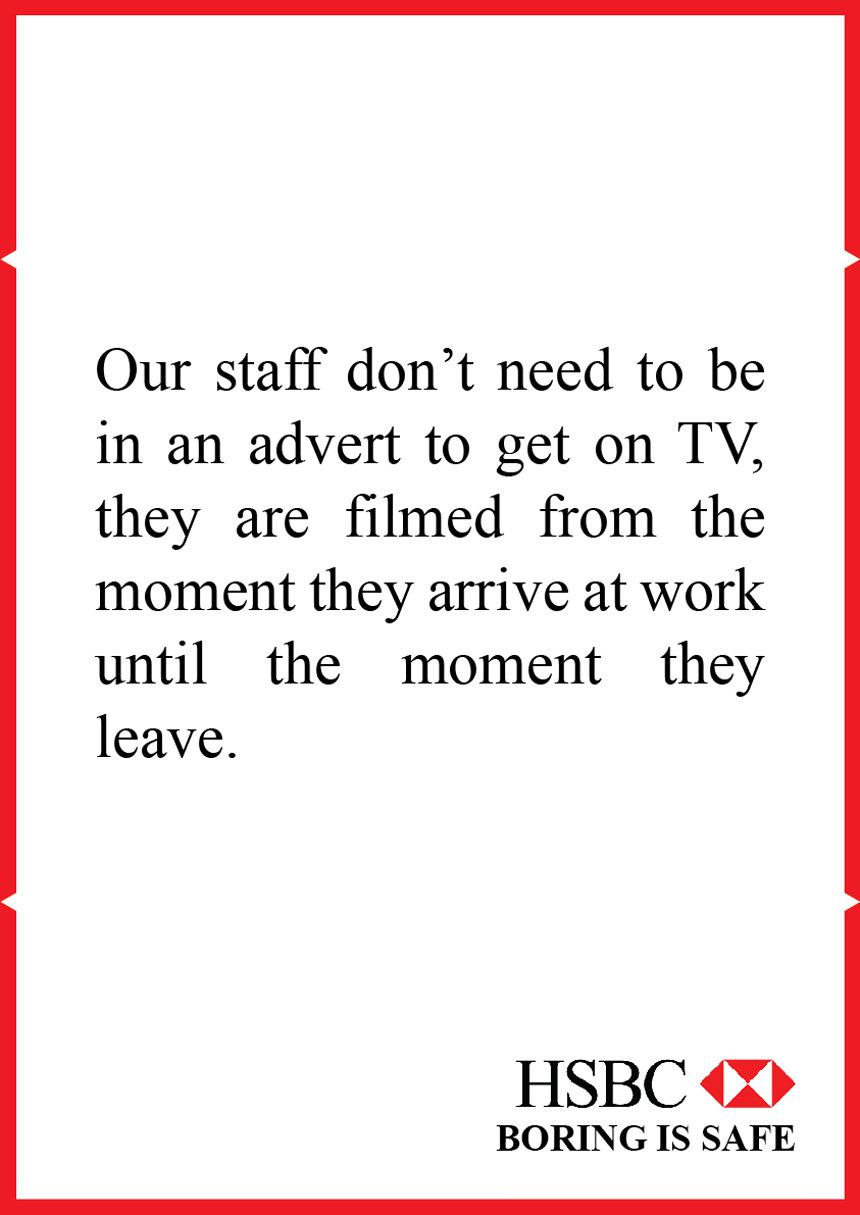 Our staff don’t need to be
in an advert to get on TV,
they are filmed from the
moment they arrive at work
until the moment they
leave.
HSBC
BORING IS SAFE